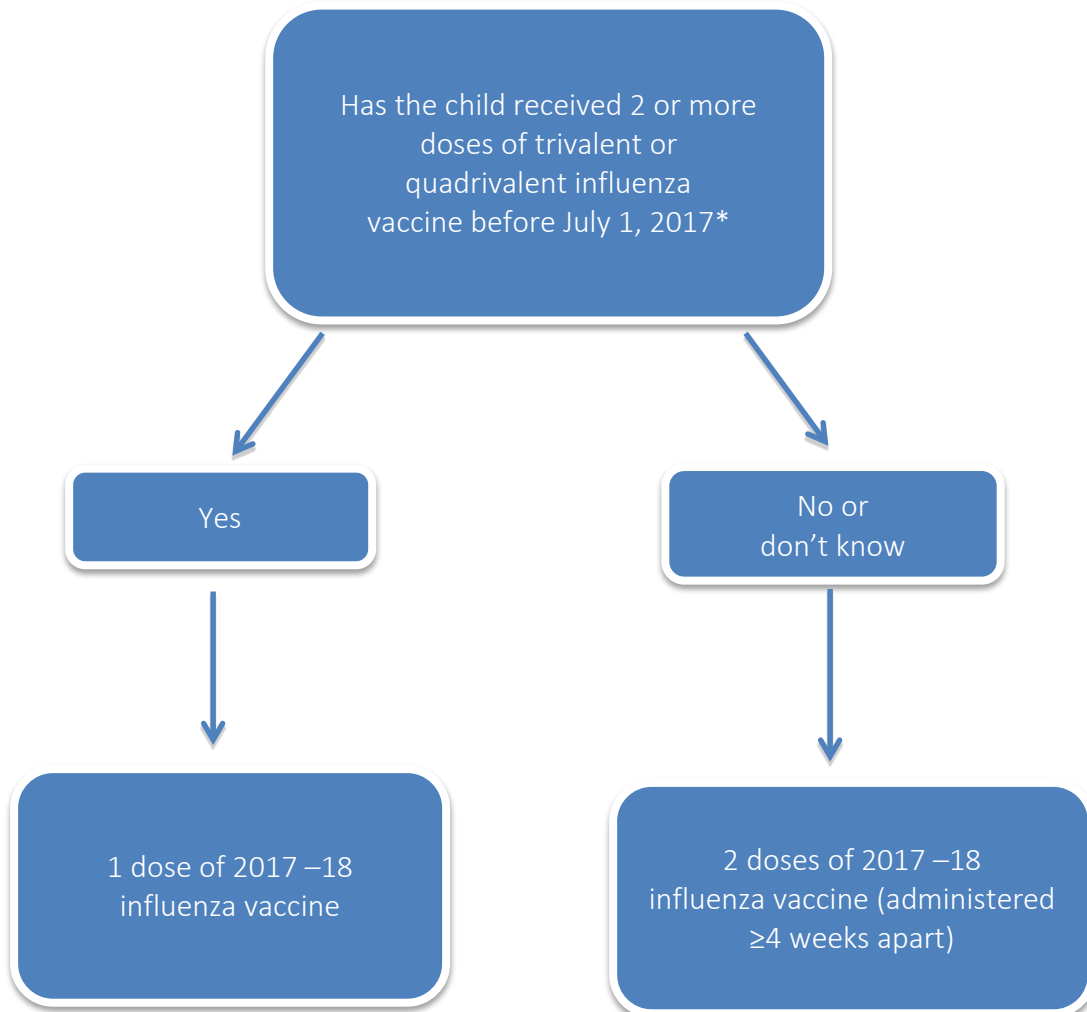 Has the child received 2 or more
doses of trivalent or
quadrivalent influenza
vaccine before July 1, 2017*
Yes
No or
don’t know
1 dose of 2017 –18
influenza vaccine
2 doses of 2017 –18
influenza vaccine (administered
≥4 weeks apart)